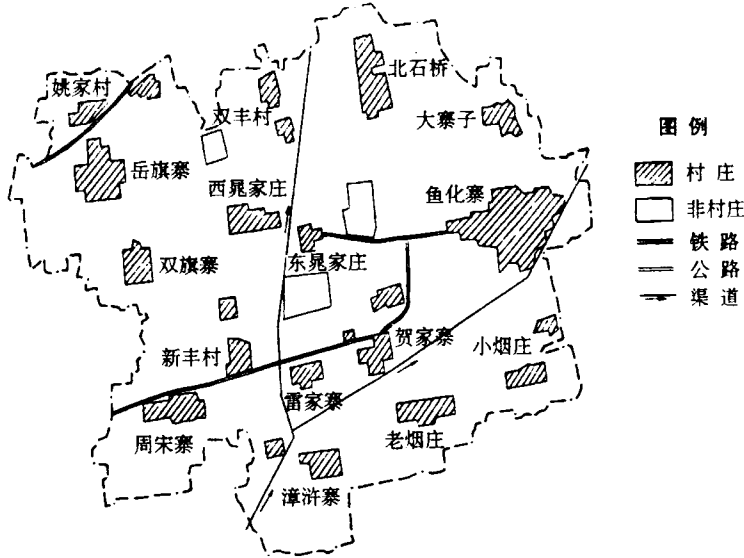 北石桥
姚家村
双丰村
大寨子
岳旗寨
西晁家庄
鱼化寨
东晁家庄
双旗寨
贺家寨
小烟庄
新丰村
雷家寨
老烟庄
周宋寨
漳浒寨
图例
村庄
非村庄
铁路
公路
渠道